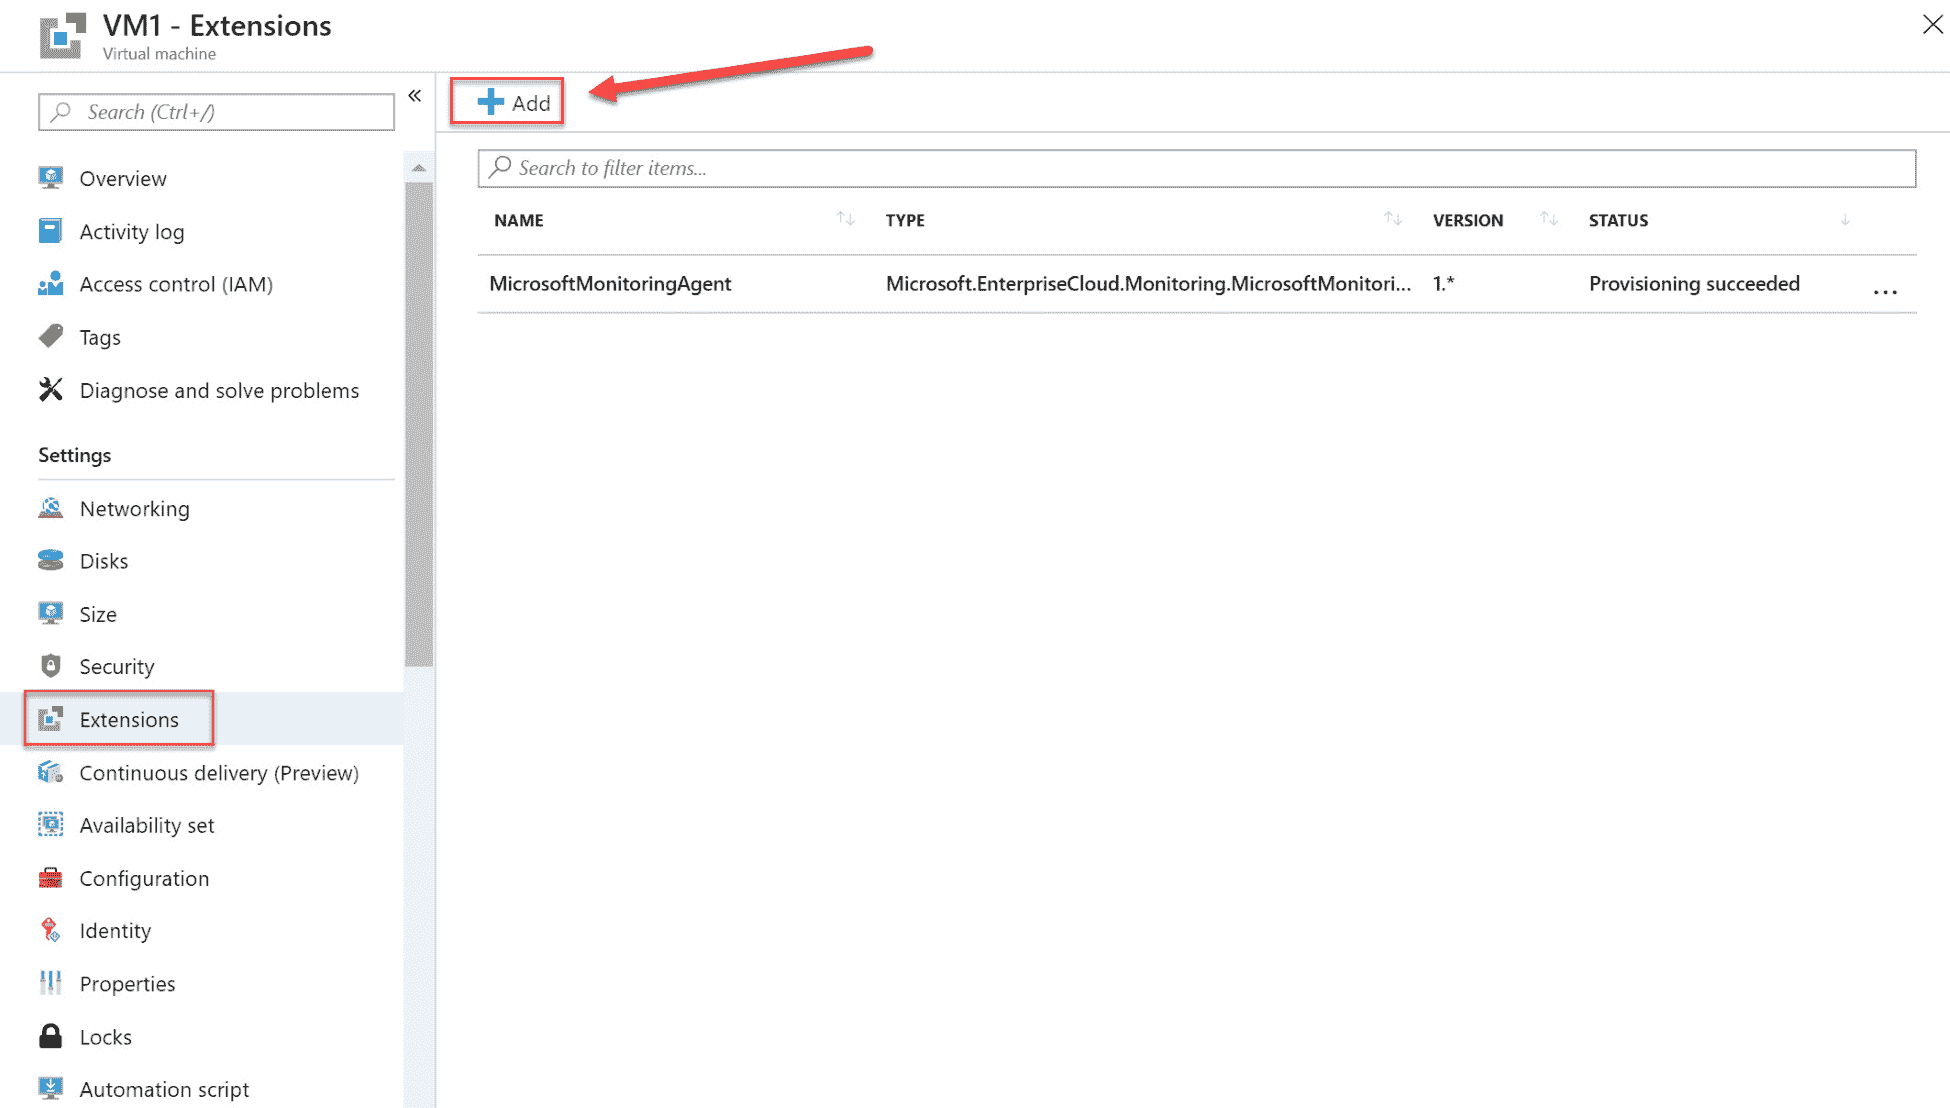 VM1 - Extensions
Virtual machine
Search (Ctrl+/)
«
Overview
Activity log
Access control (IAM)
Tags
Diagnose and solve problems
Settings
Networking
Disks
Size
Security
Extensions
Continuous delivery (Preview)
Availability set
Configuration
Identity
Properties
Locks
Automation script
Add
Search to filter items...
NAME TYPE VERSION STATUS
MicrosoftMonitoringAgent Microsoft.EnterpriseCloud.Monitoring.MicrosoftMonitori... 1.* Provisioning succeeded ...